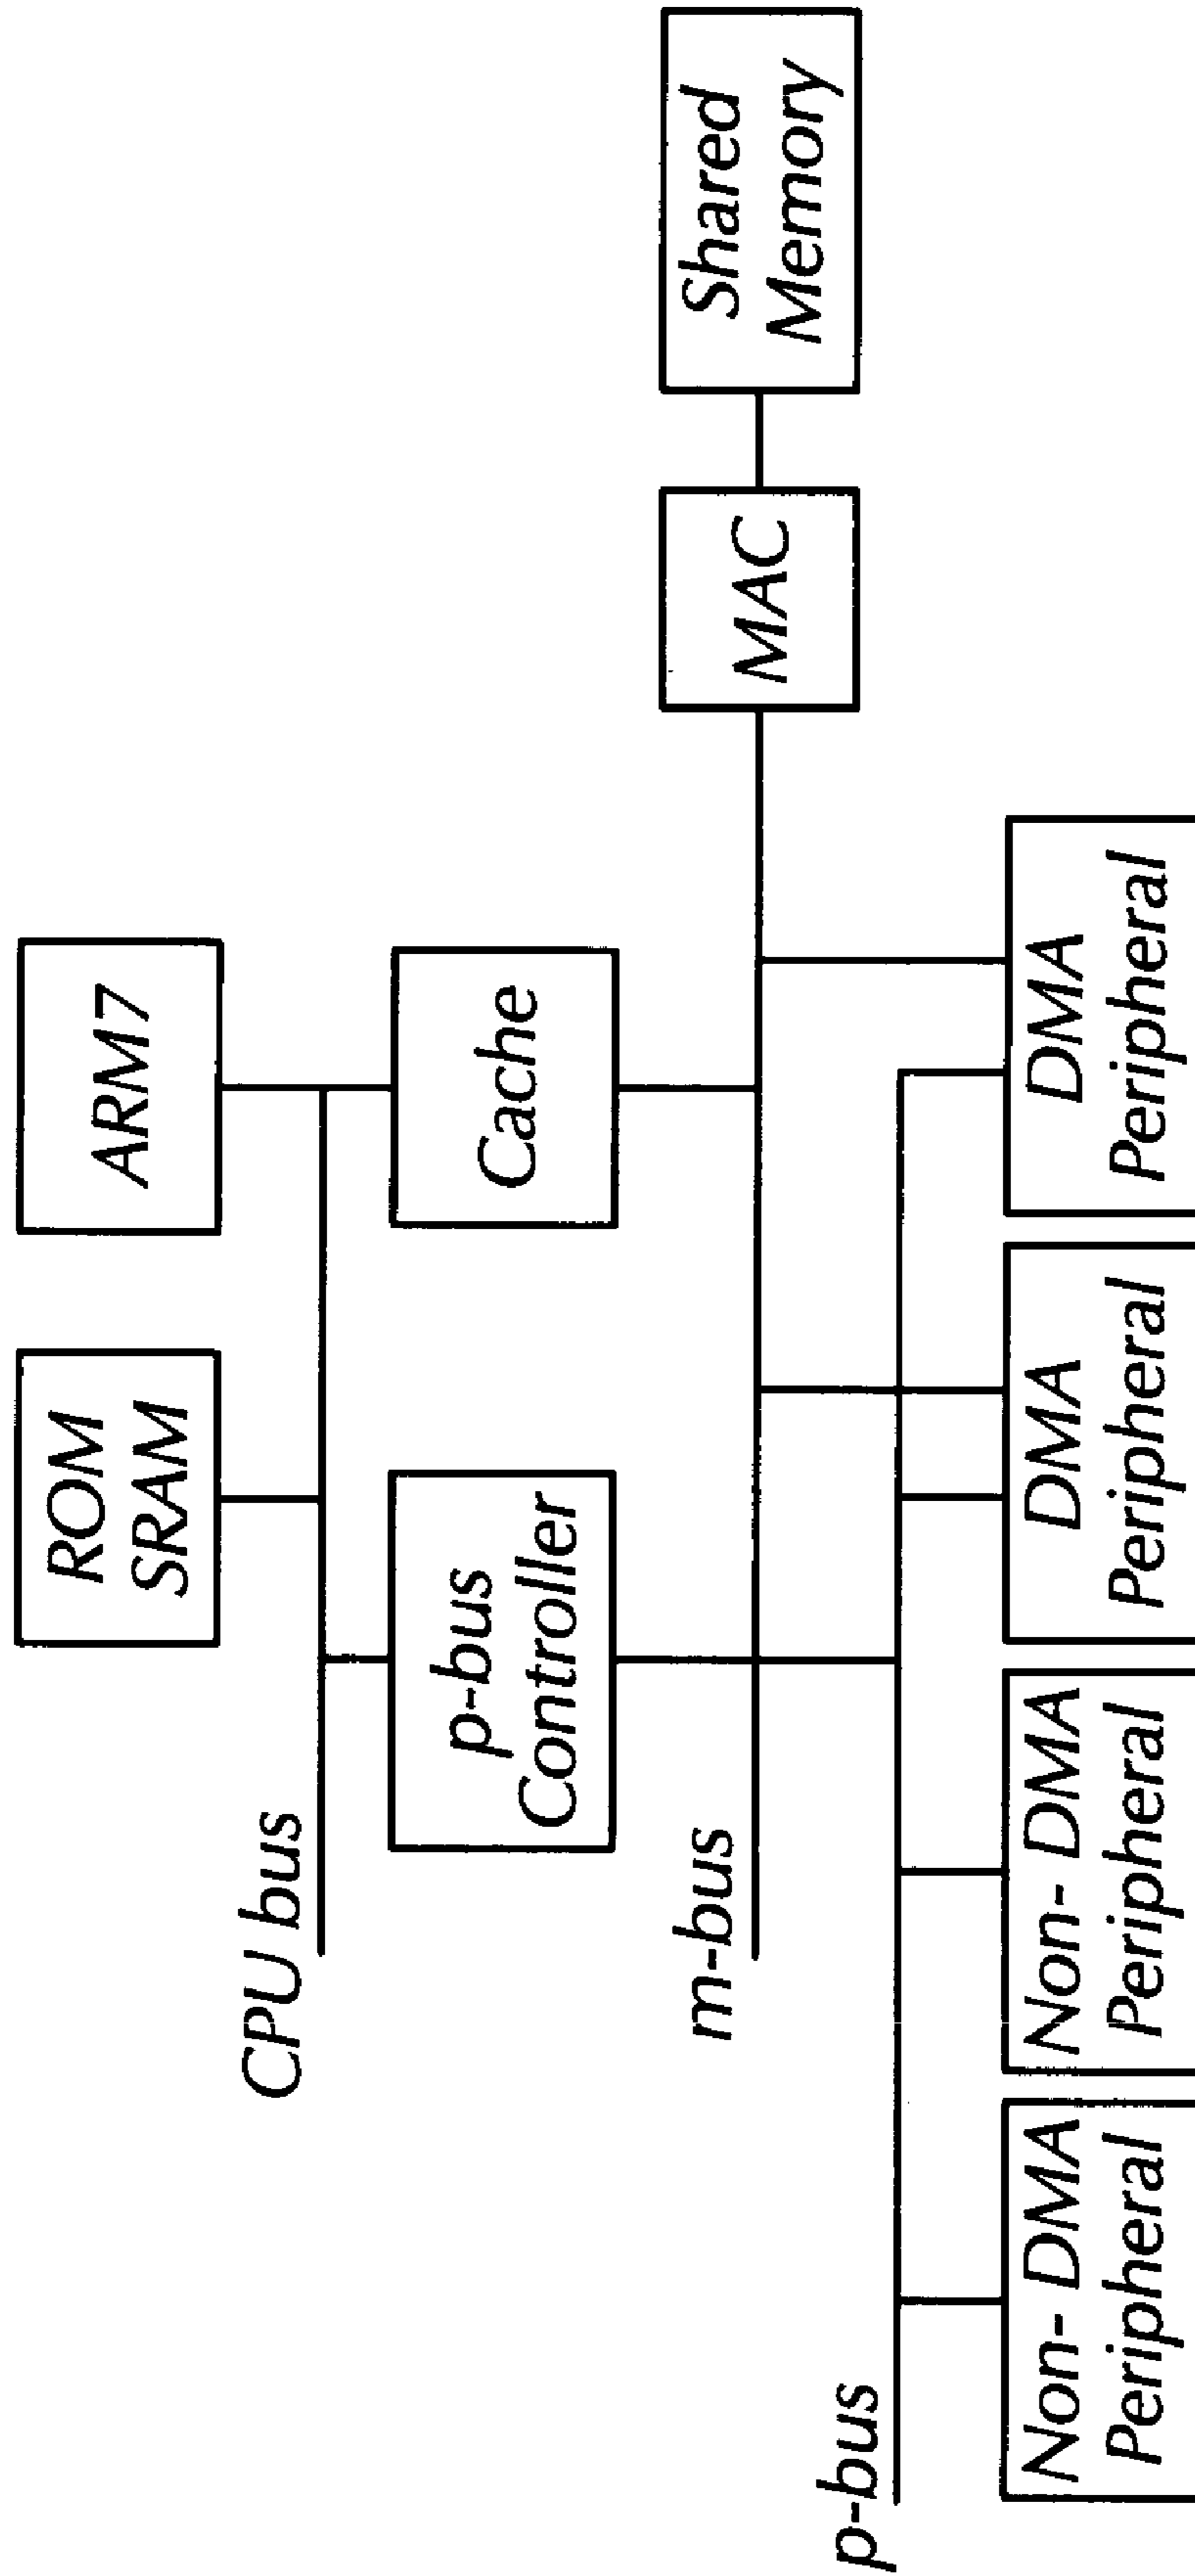 ROM
SRAM
ARM7
CPU bus
p-bus
Controller
Cache
m-bus
MAC
Shared
Memory
p-bus
Non- DMA
Peripheral
Non- DMA
Peripheral
DMA
Peripheral
DMA
Peripheral